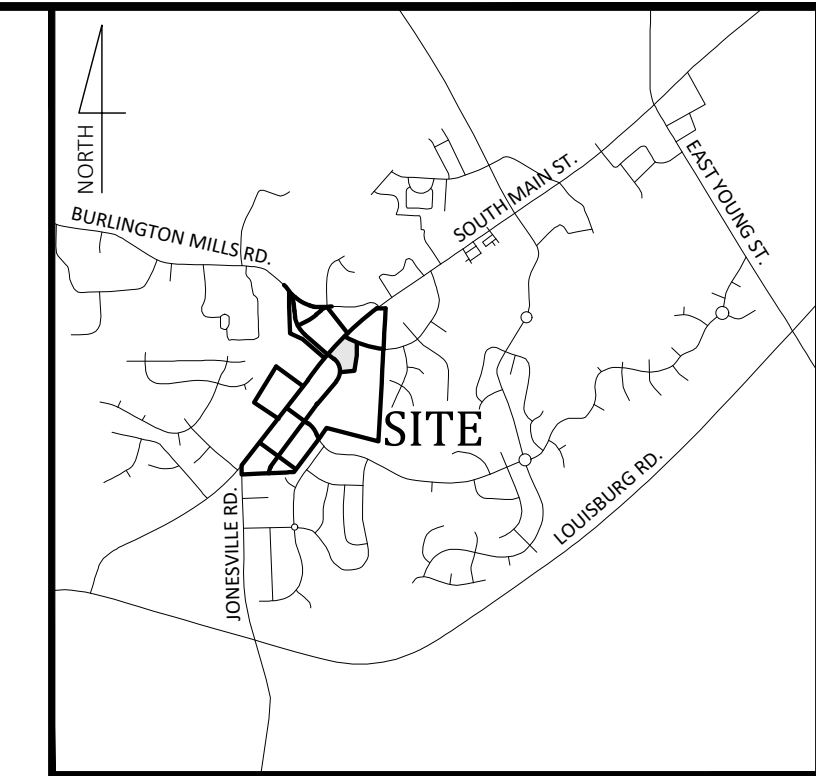 NORTH
BURLINGTON MILLS RD.
SOUTH MAIN ST.
EAST YOUNG ST.
SITE
LOUISBURG RD.
JONESVILLE RD.